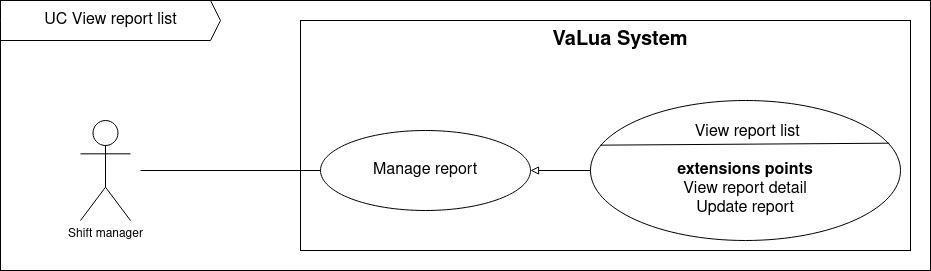 UC View report list
VaLua System
View report list
Manage report
extensions points
View report detail
Update report
Shift manager